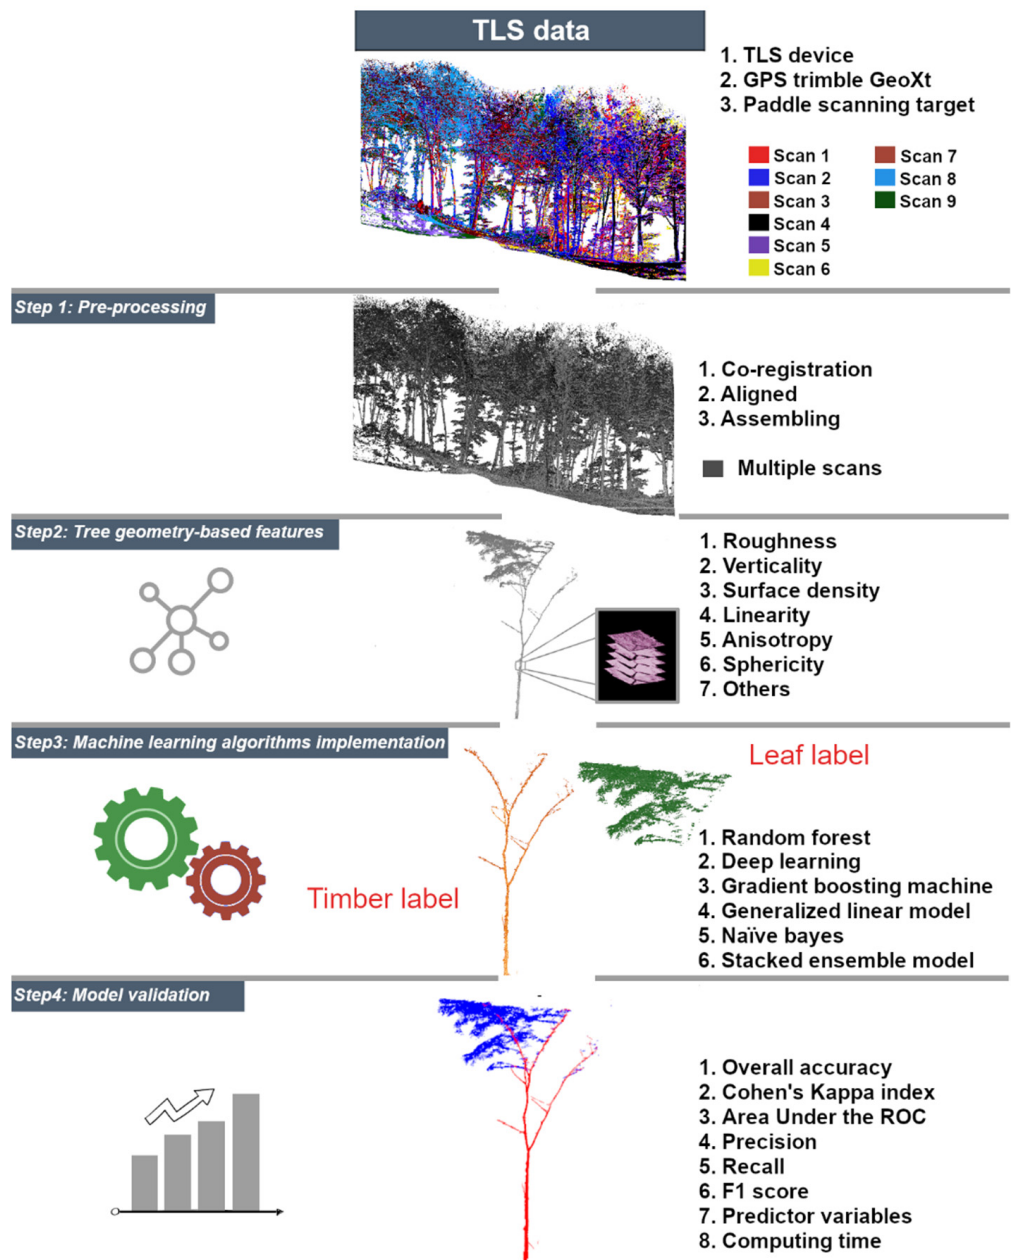 TLS data
1. TLS device
2. GPS trimble GeoXt
3. Paddle scanning target
Scan 1
Scan 2
Scan 3
Scan 4
Scan 5
Scan 6
Scan 7
Scan 8
Scan 9
Step 1: Pre-processing
1. Co-registration
2. Aligned
3. Assembling
Multiple scans
Step2: Tree geometry-based features
1. Roughness
2. Verticality
3. Surface density
4. Linearity
5. Anisotropy
6. Sphericity
7. Others
Step3: Machine learning algorithms implementation
Leaf label
Timber label
1. Random forest
2. Deep learning
3. Gradient boosting machine
4. Generalized linear model
5. Naïve bayes
6. Stacked ensemble model
Step4: Model validation
1. Overall accuracy
2. Cohen's Kappa index
3. Area Under the ROC
4. Precision
5. Recall
6. F1 score
7. Predictor variables
8. Computing time